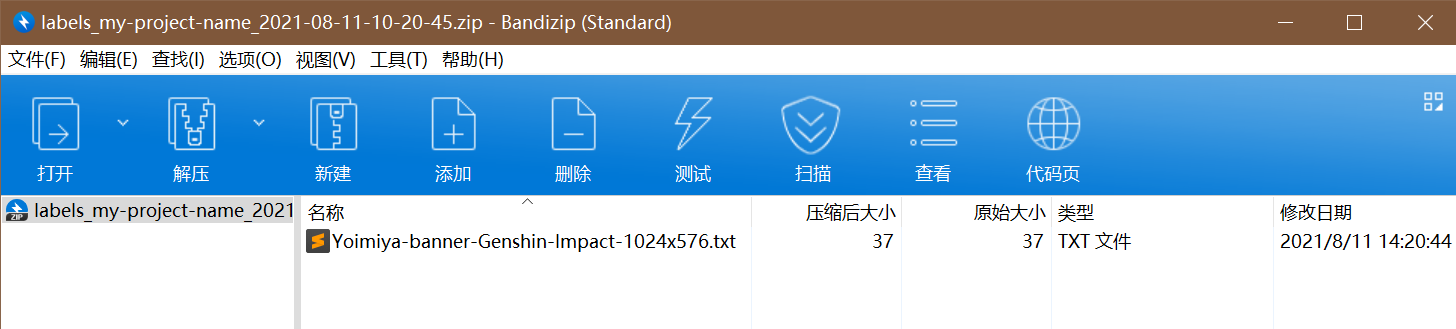 labels_my-project-name_2021-08-11-10-20-45.zip - Bandizip (Standard)
文件(F) 编辑(E) 查找(I) 选项(O) 视图(V) 工具(T) 帮助(H)
打开 解压 新建 添加 删除 测试 扫描 查看 代码页
ZIP labels_my-project-name_2021
名称 压缩后大小 原始大小 类型 修改日期
Yoimiya-banner-Genshin-Impact-1024x576.txt 37 37 TXT 文件 2021/8/11 14:20:44